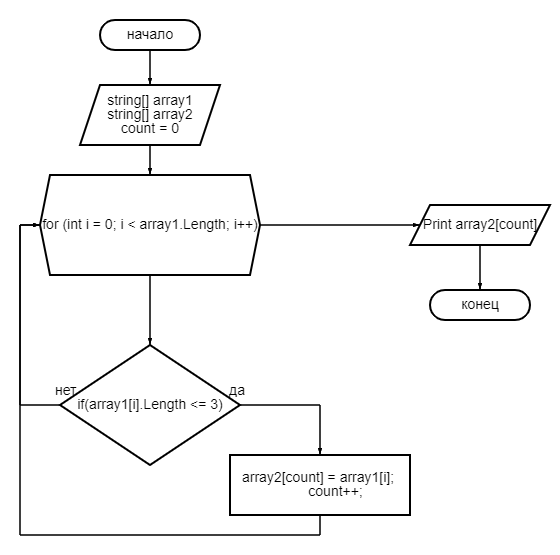 начало
string[] array1
string[] array2
count = 0
for (int i = 0; i < array1.Length; i++)
Print array2[count]
конец
нет
да
if(array1[i].Length <= 3)
array2[count] = array1[i];
count++;